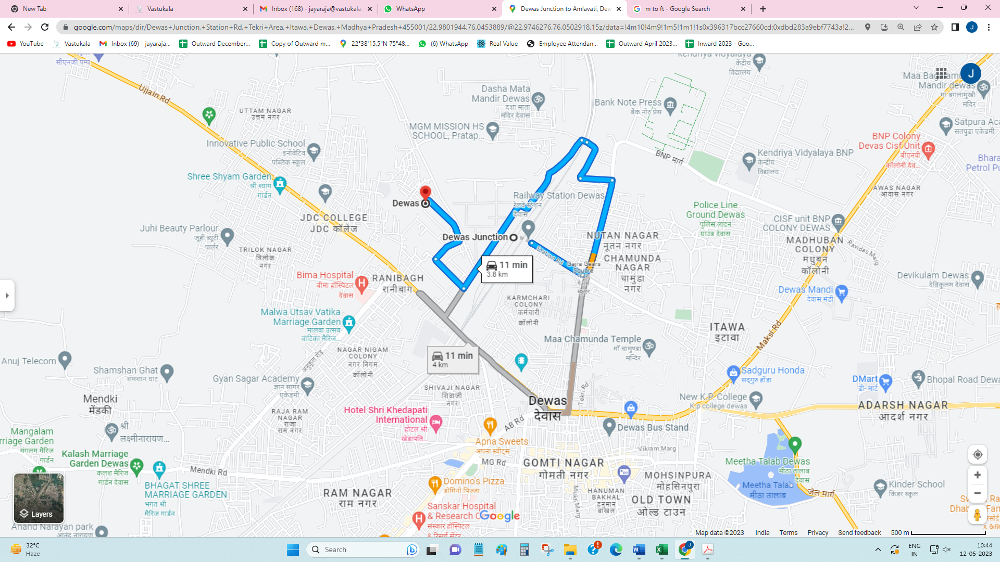 New Tab
Vastukala
Inbox (168) - jayaraja@vastukala.
WhatsApp
Dewas Junction to Amlavati, Dew
m to ft - Google Search
google.com/maps/dir/Dewas+Junction,+Station+Rd,+Tekri+Area,+Itawa,+Dewas,+Madhya+Pradesh+455001/22.9801944,76.0453889/@22.9746276,76.0502918,15z/data=!4m10!4m9!1m5!1m1!1s0x396317bcc27660cd:0xdbd283a9ebf7743a!2...
J
YouTube
Vastukala
Inbox (69) - jayaraja...
Outward December...
Copy of Outward m...
22°38'15.5"N 75°48...
(6) WhatsApp
Real Value
Employee Attendan...
Outward April 2023...
Inward 2023 - Goo...
सीएनजी पम्प
Ujjain Rd
UTTAM NAGAR
उत्तम नगर
Dasha Mata
Mandir Dewas
दशा माता
मंदिर देवास
Kendriya Vidyalaya
केंद्रीय
विद्यालय
Bank Note Press
बैंक नोट प्रेस
Mandir dewas
मां बगलामुखी
मंदिर
J
MGM MISSION HS
SCHOOL, Pratap...
Satpura Aca
सतपुड़ा एकेडमी
Innovative Public School
इनोवेटिव
पब्लिक स्कूल
BNP मार्ग
Kendriya Vidyalaya BNP
केन्द्रीय
विद्यालय
BNP Colony
Devas Cisf Unit
बीएनपी
कॉलोनी देव...
Bhara
Petrol Pu
Shree Shyam Garden
श्री श्याम
गार्डन
JDC COLLEGE
JDC कॉलेज
Dewas
Railway Station Dewas
रेलवे स्टेशन
देवास
Police Line
Ground Dewas
पुलिस लाइन
ग्राउंड देवास
AWAS NAGAR
आवास नगर
CISF unit BNP
COLONY DEWAS
Juhi Beauty Parlour
जूही ब्यूटी
पार्लर
Dewas Junction
NUTAN NAGAR
नूतन नगर
MADHUBAN
COLONY
मधुबन
कॉलोनी
Ravidas Marg
TRILOK NAGAR
त्रिलोक
नगर
Station Rd
Gajra Gears
Square
CHAMUNDA
NAGAR
चामुंडा
नगर
11 min
3.8 km
Bima Hospital
बीमा हॉस्पिटल
देवास
RANIBAGH
रानीबाग
Devikulam Dewas
देविकुलम देवास
Dewas Mandi
देवास मंडी
KARMCHARI
COLONY
कर्मचारी
कॉलोनी
Malwa Utsav Vatika
Marriage Garden
मालवा उत्सव
वाटिका मैरिज...
ITAWA
इटावा
Maksi Rd
Maa Chamunda Temple
माँ चामुण्डा
मन्दिर
NAGAR NIGAM
COLONY
नगर निगम
कॉलोनी
11 min
4 km
Anuj Telecom
Shamshan Ghat
शमशान घाट
Gyan Sagar Academy
ज्ञान सागर
एकेडमी
SHIVAJI NAGAR
शिवाजी
नगर
Tekri Rd
Sadguru Honda
सद्गुरु होंडा
DMart
डी- मार्ट
Bhopal Road Dewa
Mendki
मेंडकी
Dewas
देवास
New K.P. College
K p college dewas
ADARSH NAGAR
आदर्श नगर
Hotel Shri Khedapati
International
होटल श्री
खेडापति...
RAJA RAM
NAGAR
राजा
राम नगर
AB Rd
Dewas Bus Stand
श्री
लक्ष्मीनारायण...
Mangalam
rriage Garden
मंगलम मैरिज
गार्डन
Apna Sweets
अपना स्वीट्स
Vikram Marg
Kalash Marriage
Garden Dewas
कलश मैरिज
गार्डन देवास
Mendki Rd
MG Rd
GOMTI NAGAR
गोमती नगर
Meetha Talab Dewas
मीठा तालाब
देवास
Meetha Talab
मीठा तालाब
BHAGAT SHREE
MARRIAGE GARDEN
भगत श्री
मैरिज गार्डन
Domino's Pizza
डोमिनो पिज्जा
MOHSINPURA
मोहसिनपुरा
Kinder School
किंडर स्कूल
जेल मार्ग
RAM NAGAR
राम नगर
HANUMAN
BAKHAL
हनुमान
बाखल
Mukti Marg
OLD TOWN
ओल्ड टाउन
Sanskar Hospital
& Research C
संस्कार हॉस्पिटल
Google
Layers
Anand Narayan park
Map data ©2023
India
Terms
Privacy
Send feedback
500 m
32°C
Haze
Search
ENG
IN
10:44
12-05-2023